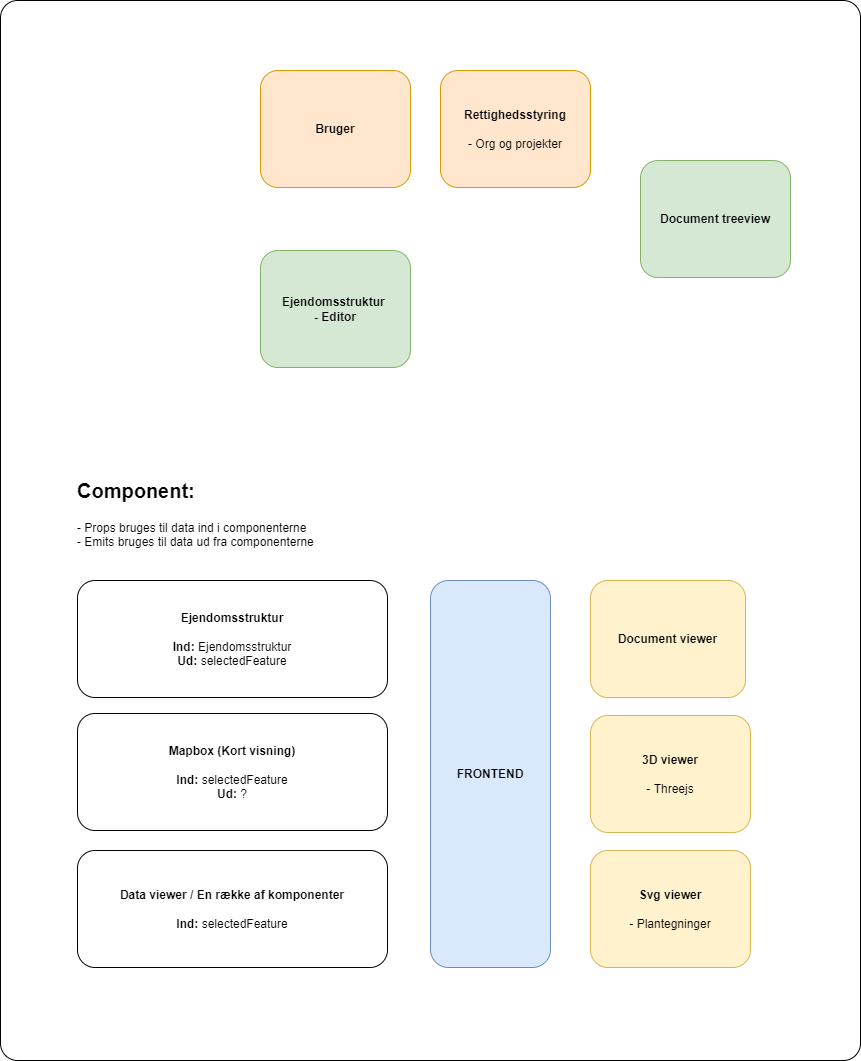 Bruger
Rettighedsstyring
- Org og projekter
Document treeview
Ejendomsstruktur
- Editor
Component:
- Props bruges til data ind i componenterne
- Emits bruges til data ud fra componenterne
Ejendomsstruktur
Ind: Ejendomsstruktur
Ud: selectedFeature
Mapbox (Kort visning)
Ind: selectedFeature
Ud: ?
Data viewer / En række af komponenter
Ind: selectedFeature
FRONTEND
Document viewer
3D viewer
- Threejs
Svg viewer
- Plantegninger